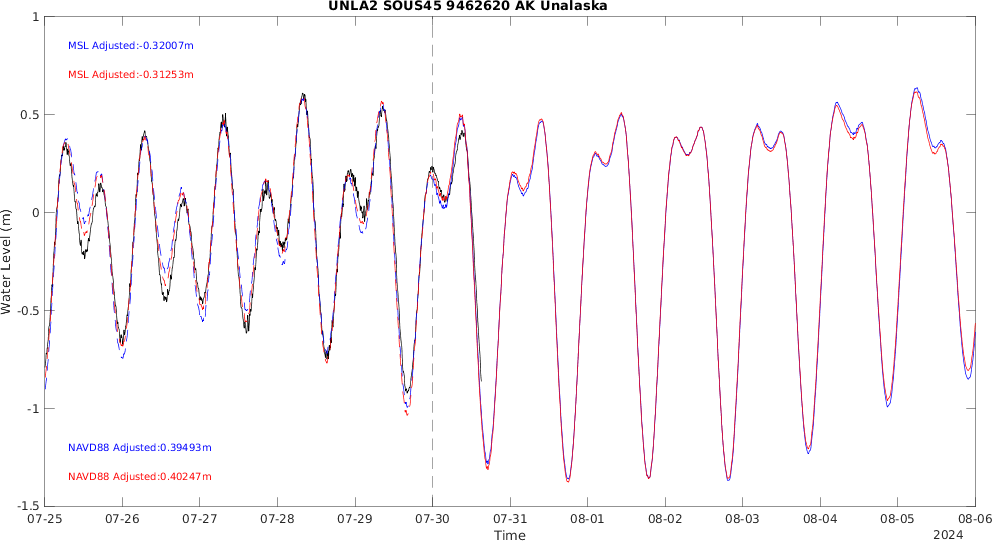 UNLA2 SOUS45 9462620 AK Unalaska
MSL Adjusted:-0.32007m
MSL Adjusted:-0.31253m
NAVD88 Adjusted:0.39493m
NAVD88 Adjusted:0.40247m
Water Level (m)
1
0.5
0
-0.5
-1
-1.5
07-25 07-26 07-27 07-28 07-29 07-30 07-31 08-01 08-02 08-03 08-04 08-05 08-06
Time
2024